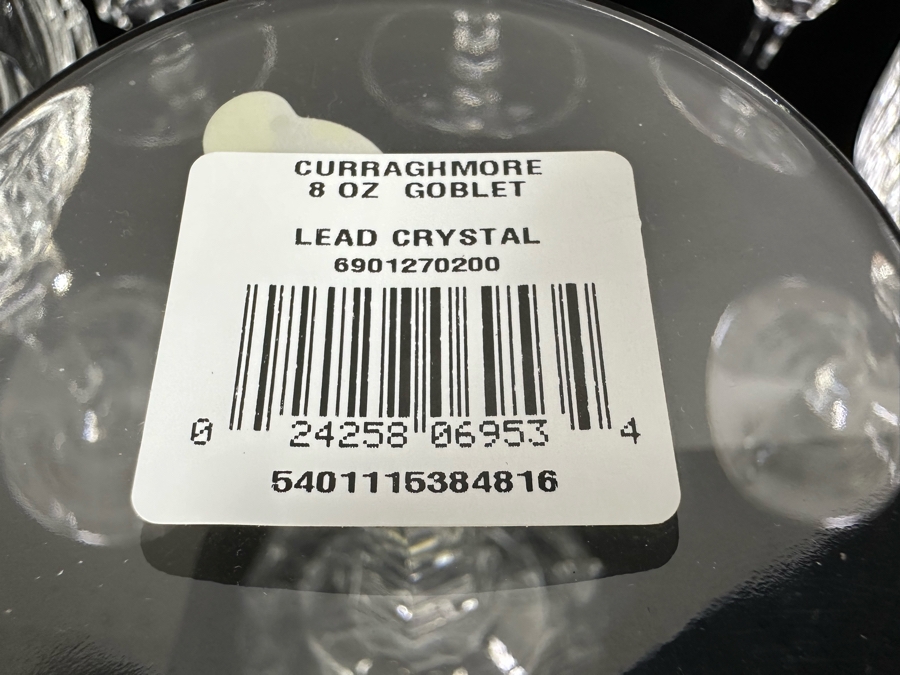 CURRAGHMORE
8 OZ GOBLET
LEAD CRYSTAL
6901270200
0 24258 06953 4
5401115384816